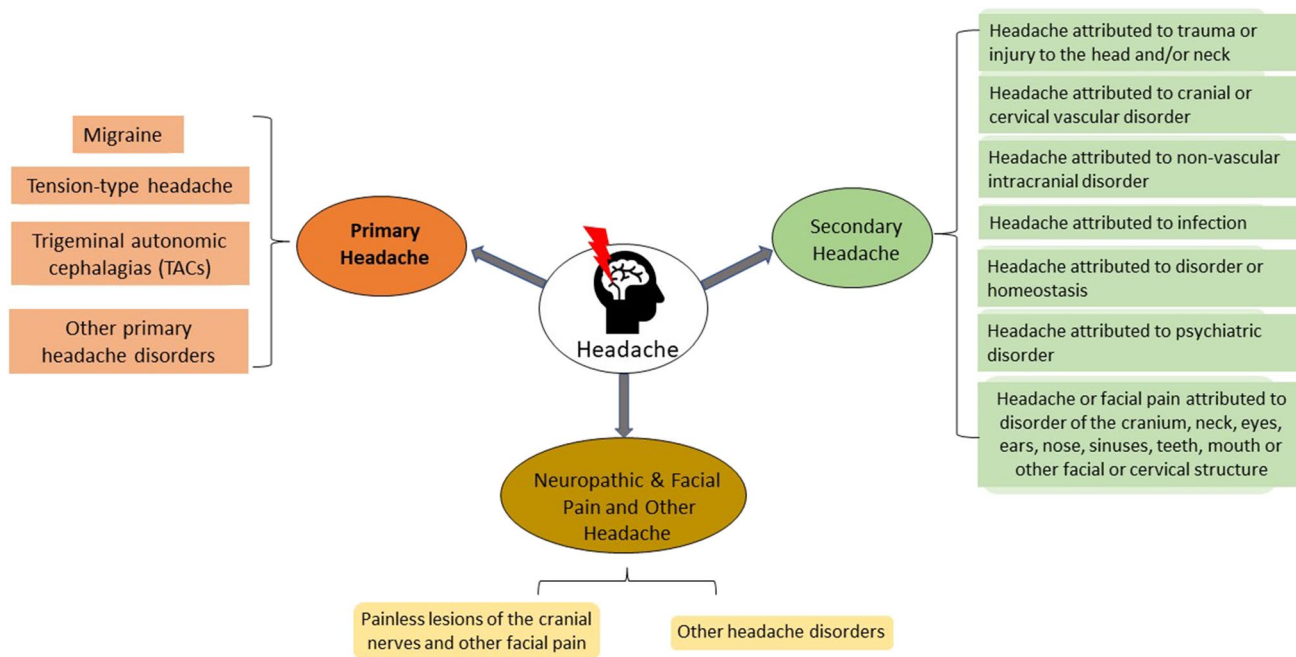 Migraine
Tension-type headache
Trigeminal autonomic
cephalagias (TACs)
Other primary
headache disorders
Primary
Headache
Headache
Secondary
Headache
Headache attributed to trauma or
injury to the head and/or neck
Headache attributed to cranial or
cervical vascular disorder
Headache attributed to non-vascular
intracranial disorder
Headache attributed to infection
Headache attributed to disorder or
homeostasis
Headache attributed to psychiatric
disorder
Headache or facial pain attributed to
disorder of the cranium, neck, eyes,
ears, nose, sinuses, teeth, mouth or
other facial or cervical structure
Neuropathic & Facial
Pain and Other
Headache
Painless lesions of the cranial
nerves and other facial pain
Other headache disorders